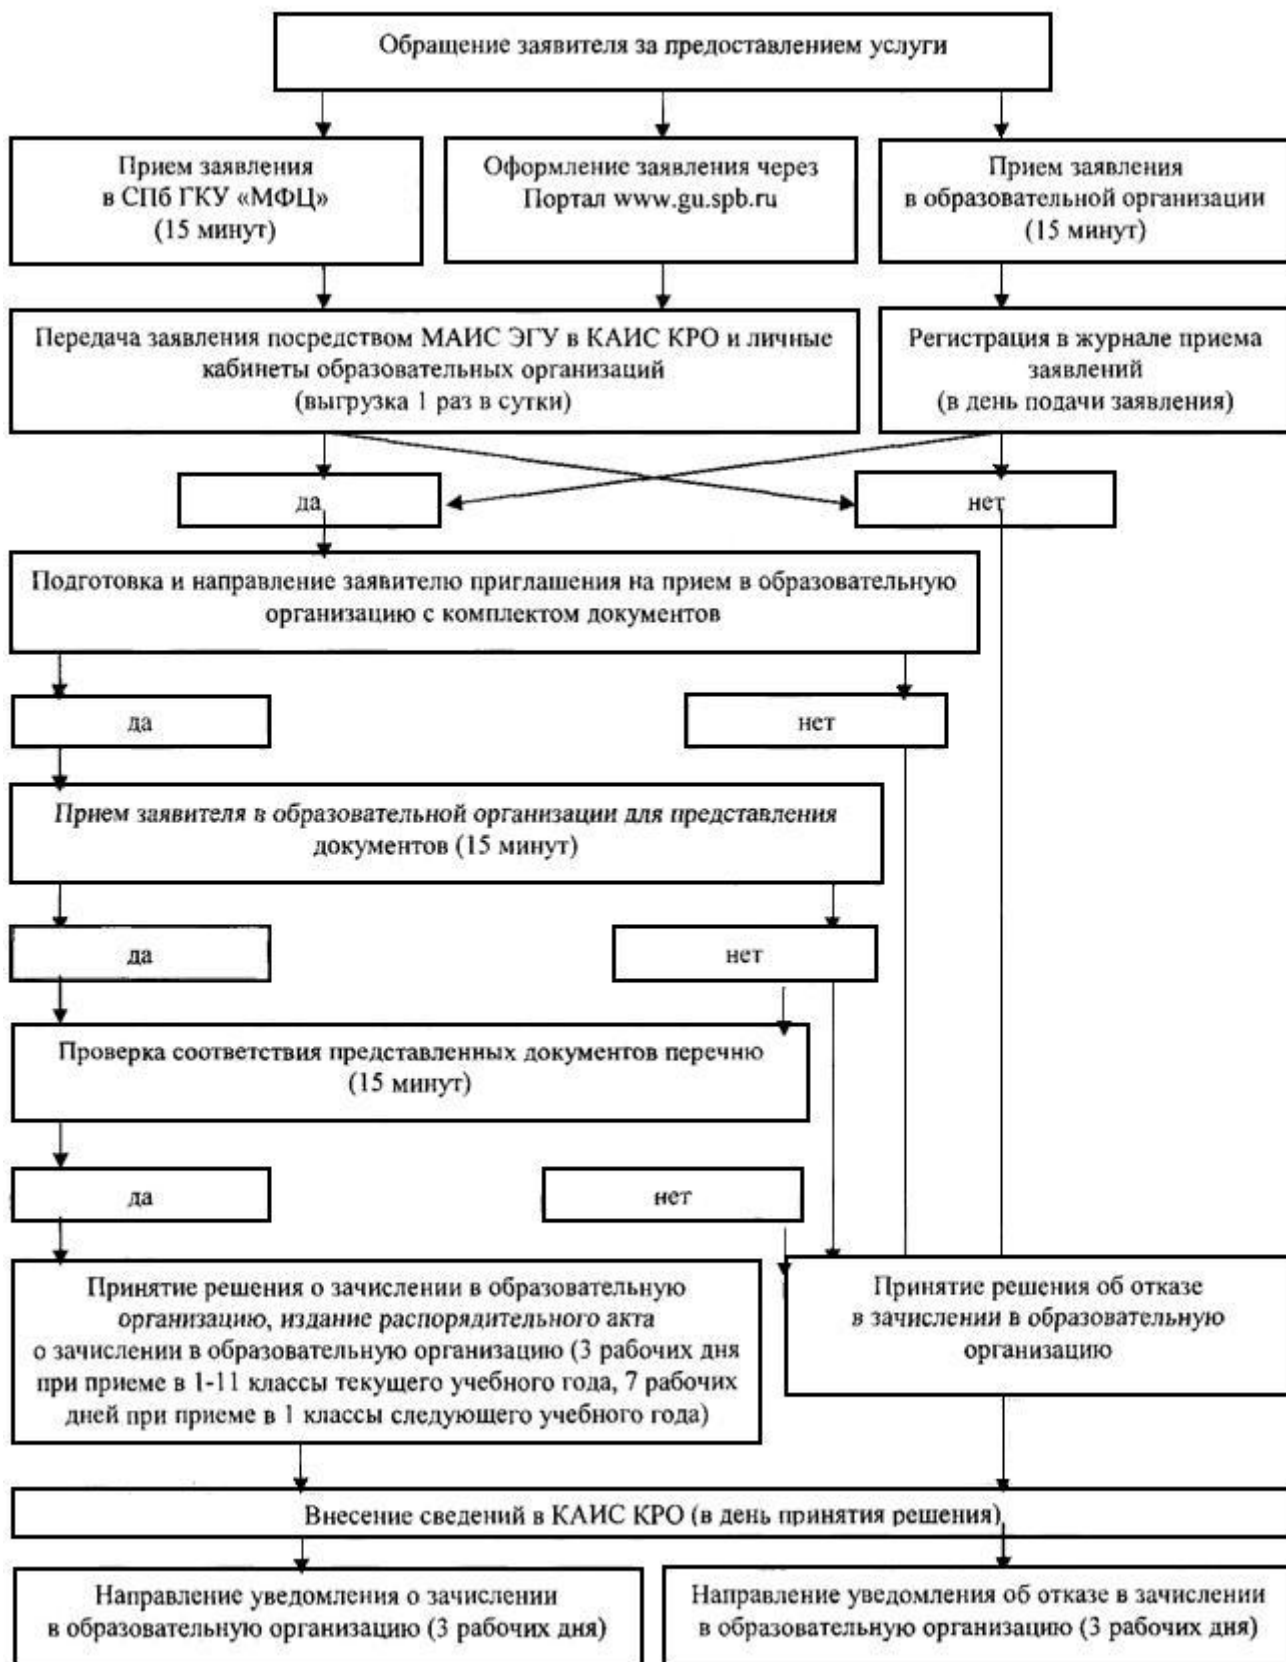 Обращение заявителя за предоставлением услуги
Прием заявления
в СПб ГКУ «МФЦ»
(15 минут)
Оформление заявления через
Портал www.gu.spb.ru
Прием заявления
в образовательной организации
(15 минут)
Передача заявления посредством МАИС ЭГУ в КАИС КРО и личные
кабинеты образовательных организаций
(выгрузка 1 раз в сутки)
Регистрация в журнале приема
заявлений
(в день подачи заявления)
да
нет
Подготовка и направление заявителю приглашения на прием в образовательную
организацию с комплектом документов
да
нет
Прием заявителя в образовательной организации для представления
документов (15 минут)
да
нет
Проверка соответствия представленных документов перечню
(15 минут)
да
нет
Принятие решения о зачислении в образовательную
организацию, издание распорядительного акта
о зачислении в образовательную организацию (3 рабочих дня
при приеме в 1-11 классы текущего учебного года, 7 рабочих
дней при приеме в 1 классы следующего учебного года)
Принятие решения об отказе
в зачислении в образовательную
организацию
Внесение сведений в КАИС КРО (в день принятия решения)
Направление уведомления о зачислении
в образовательную организацию (3 рабочих дня)
Направление уведомления об отказе в зачислении
в образовательную организацию (3 рабочих дня)